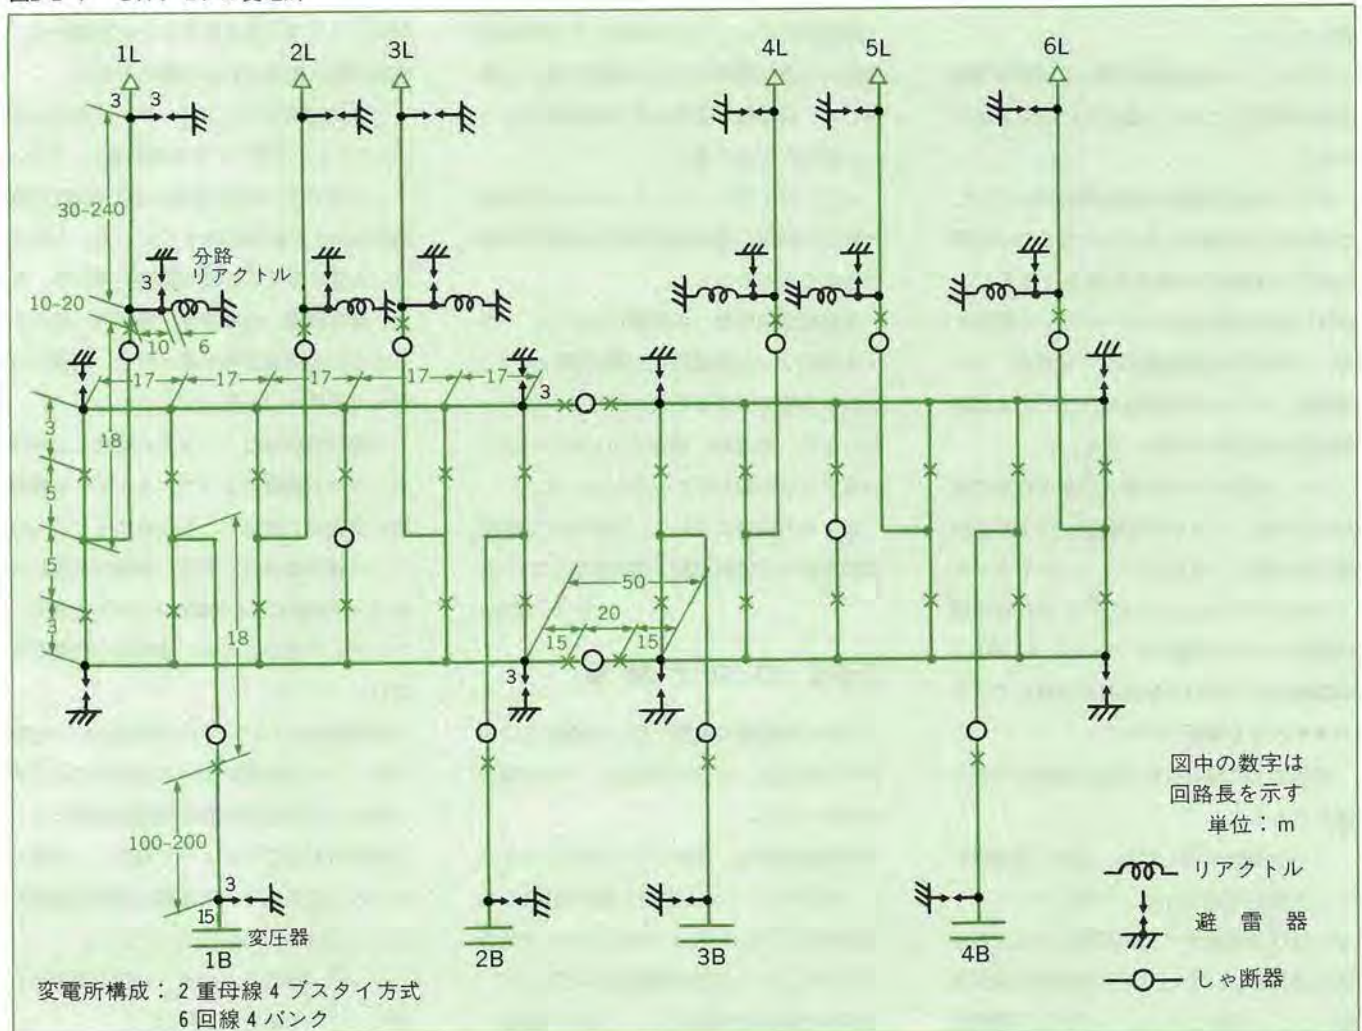 1L
2L
3L
4L
5L
6L
3
3
30-240
分路
リアクトル
3
10-20
10
6
17
17
17
17
17
3
3
18
5
5
3
50
20
15
15
3
18
100-200
3
15
変圧器
1B
2B
3B
4B
図中の数字は
回路長を示す
単位:m
リアクトル
避 雷 器
しゃ断器
変電所構成:2重母線4ブスタイ方式
6回線4バンク